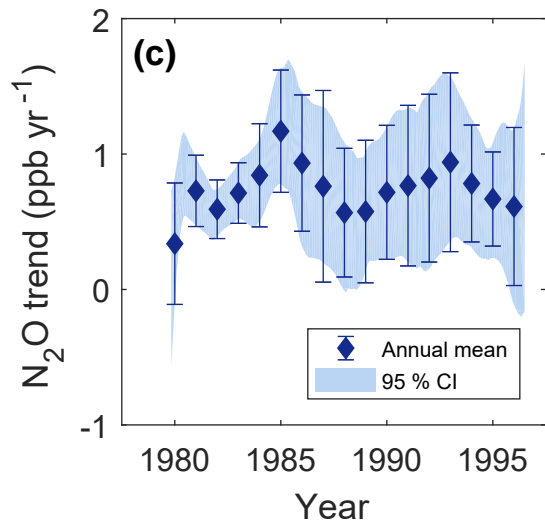 (c)
N₂O trend (ppb yr⁻¹)
2
1
0
-1
Annual mean
95 % CI
1980 1985 1990 1995
Year